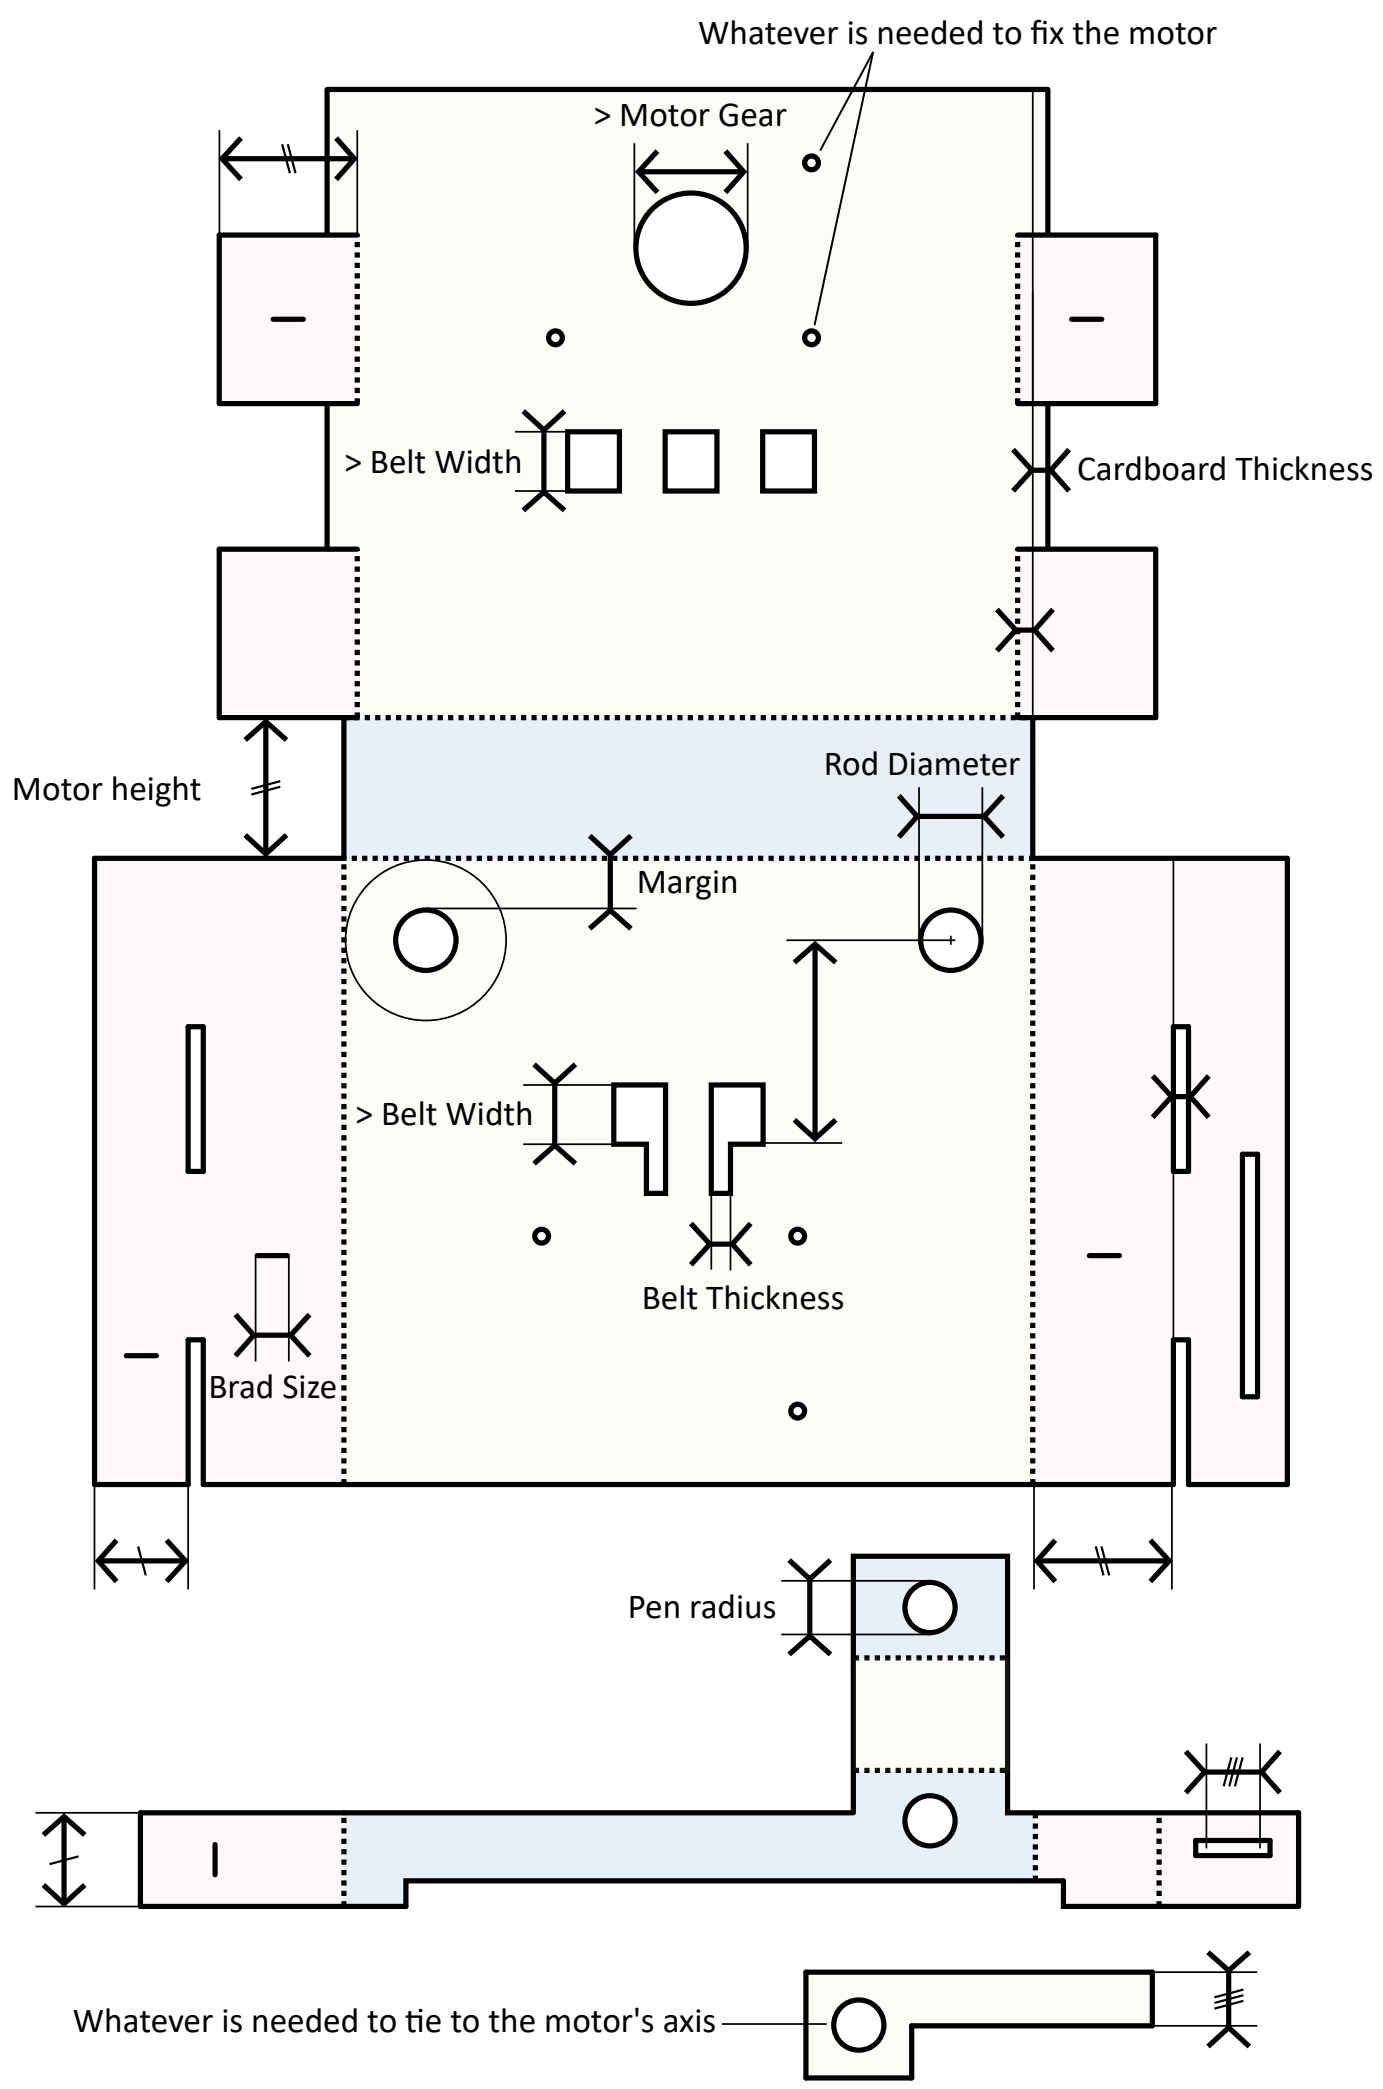 Whatever is needed to fix the motor
> Motor Gear
> Belt Width
Cardboard Thickness
Rod Diameter
Motor height
Margin
> Belt Width
Belt Thickness
Brad Size
Pen radius
Whatever is needed to tie to the motor's axis